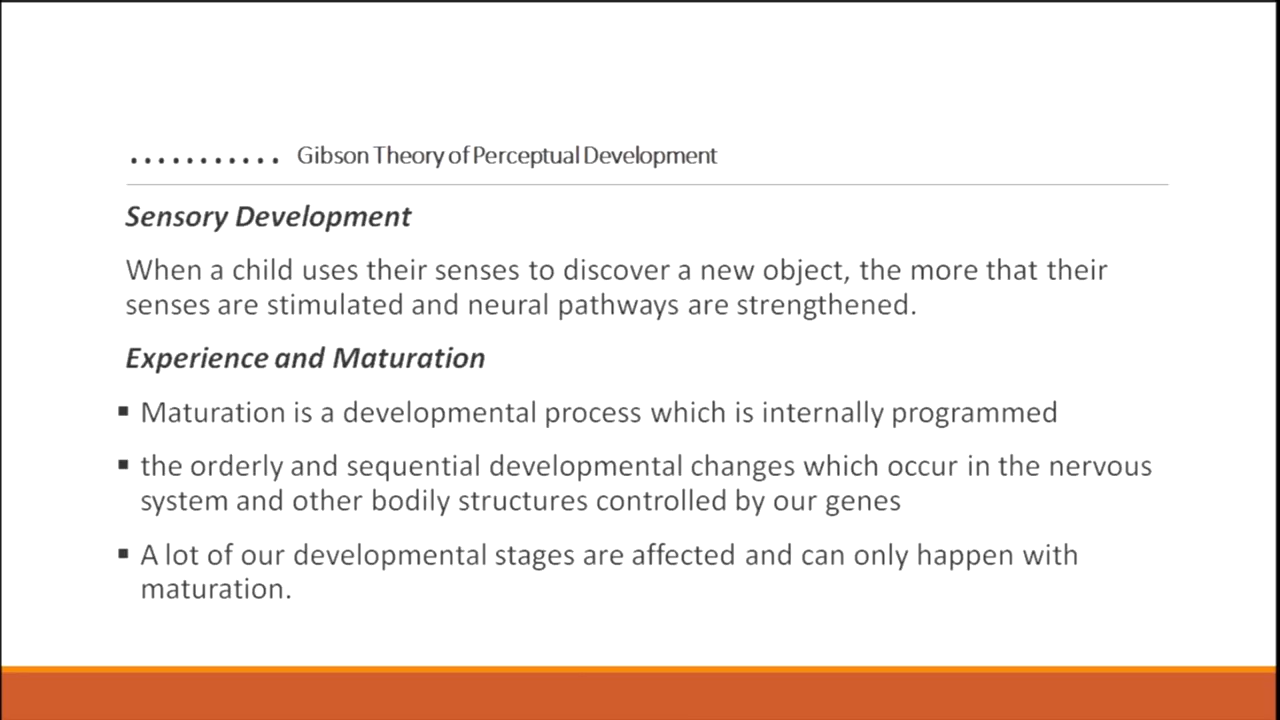 ........... Gibson Theory of Perceptual Development
Sensory Development
When a child uses their senses to discover a new object, the more that their
senses are stimulated and neural pathways are strengthened.
Experience and Maturation
▪ Maturation is a developmental process which is internally programmed
▪ the orderly and sequential developmental changes which occur in the nervous
system and other bodily structures controlled by our genes
▪ A lot of our developmental stages are affected and can only happen with
maturation.